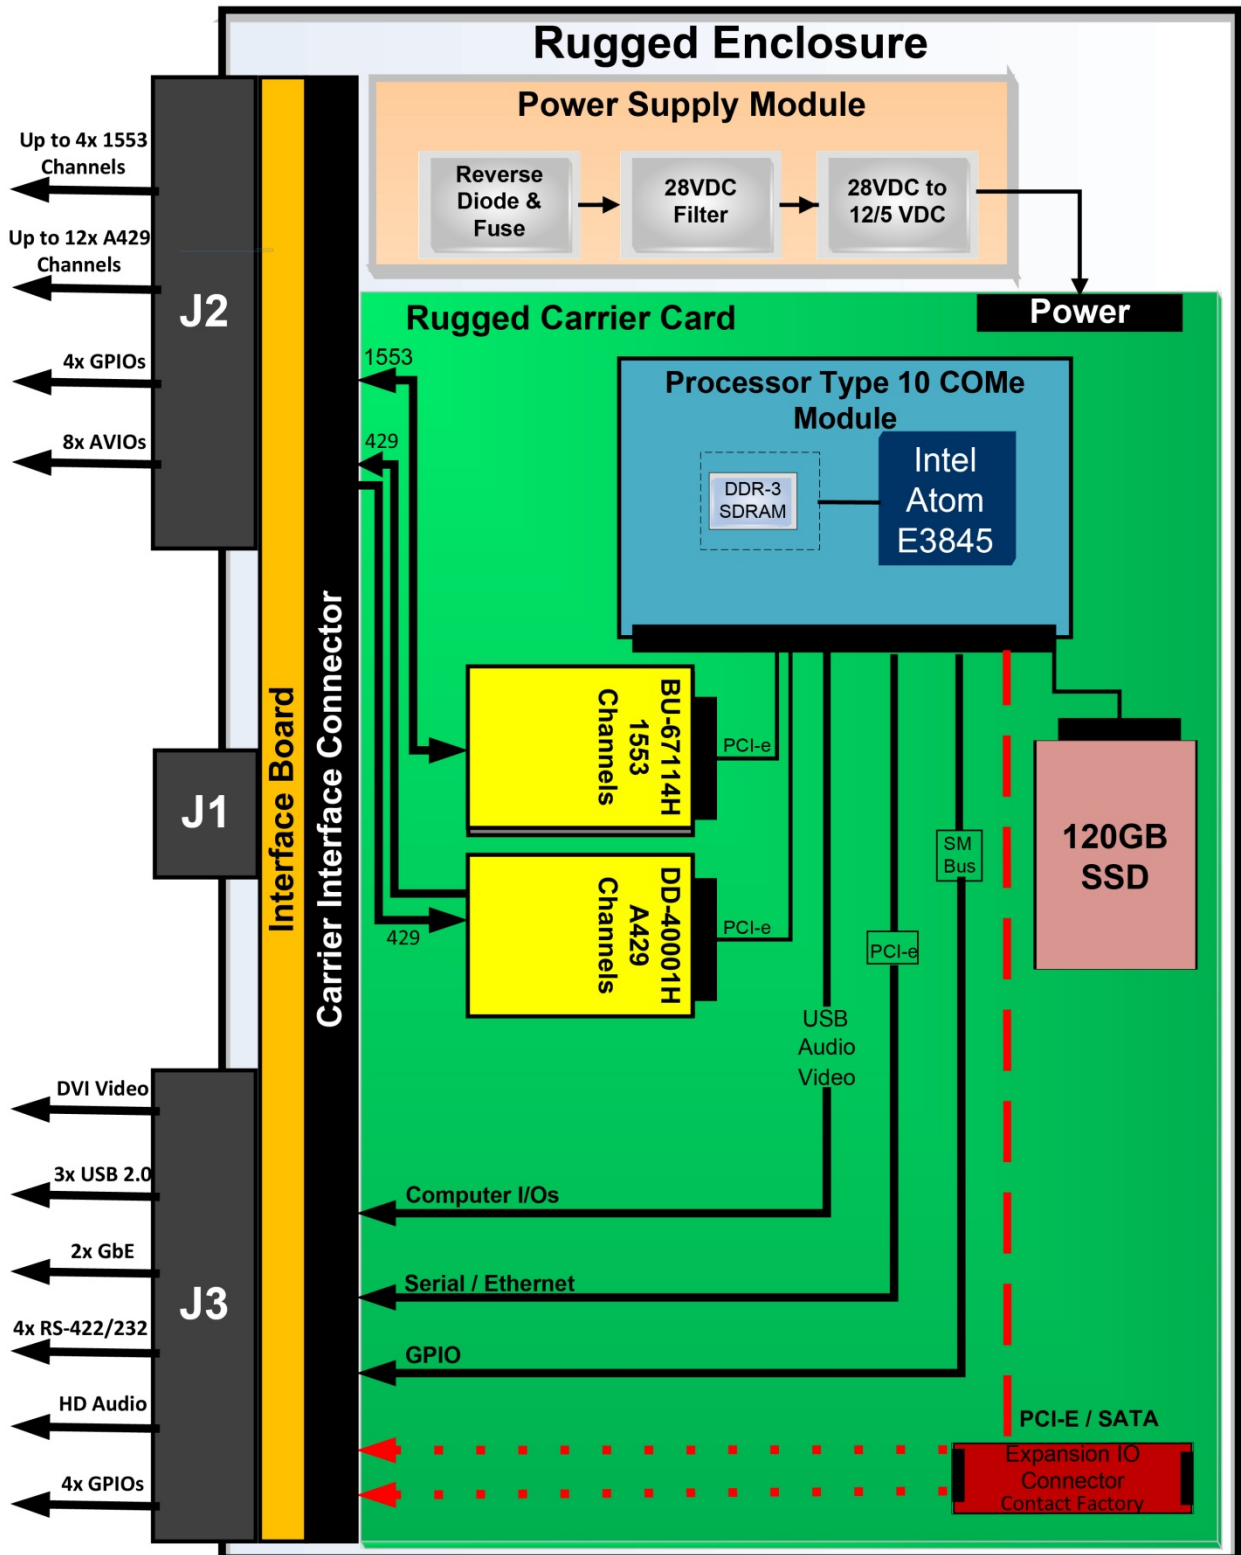 Rugged Enclosure
Power Supply Module
Reverse
Diode &
Fuse
28VDC
Filter
28VDC to
12/5 VDC
Up to 4x 1553
Channels
Up to 12x A429
Channels
4x GPIOs
8x AVIOs
J2
J1
J3
Interface Board
Carrier Interface Connector
Rugged Carrier Card
Power
1553
429
429
Processor Type 10 COMe
Module
DDR-3
SDRAM
Intel
Atom
E3845
BU-67114H
1553
Channels
PCI-e
DD-40001H
A429
Channels
PCI-e
SM
Bus
PCI-e
120GB
SSD
USB
Audio
Video
DVI Video
3x USB 2.0
2x GbE
4x RS-422/232
HD Audio
4x GPIOs
Computer I/Os
Serial / Ethernet
GPIO
PCI-E / SATA
Expansion IO
Connector
Contact Factory